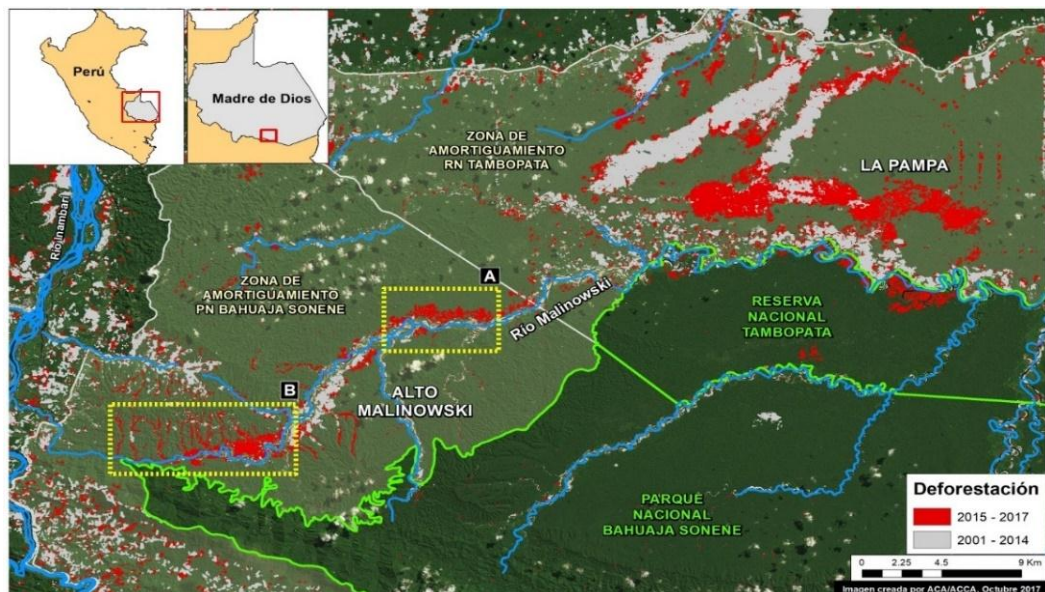 Perú
Madre de Dios
ZONA DE
AMORTIGUAMIENTO
RN TAMBOPATA
LA PAMPA
Río Inambari
ZONA DE
AMORTIGUAMIENTO
PN BAHUAJA SONENE
A
Río Malinowski
RESERVA
NACIONAL
TAMBOPATA
B
ALTO
MALINOWSKI
PARQUE
NACIONAL
BAHUAJA SONENE
Deforestación
2015 - 2017
2001 - 2014
0 2.25 4.5 9 Km
Imagen creada por ACA/ACCA, Octubre 2017